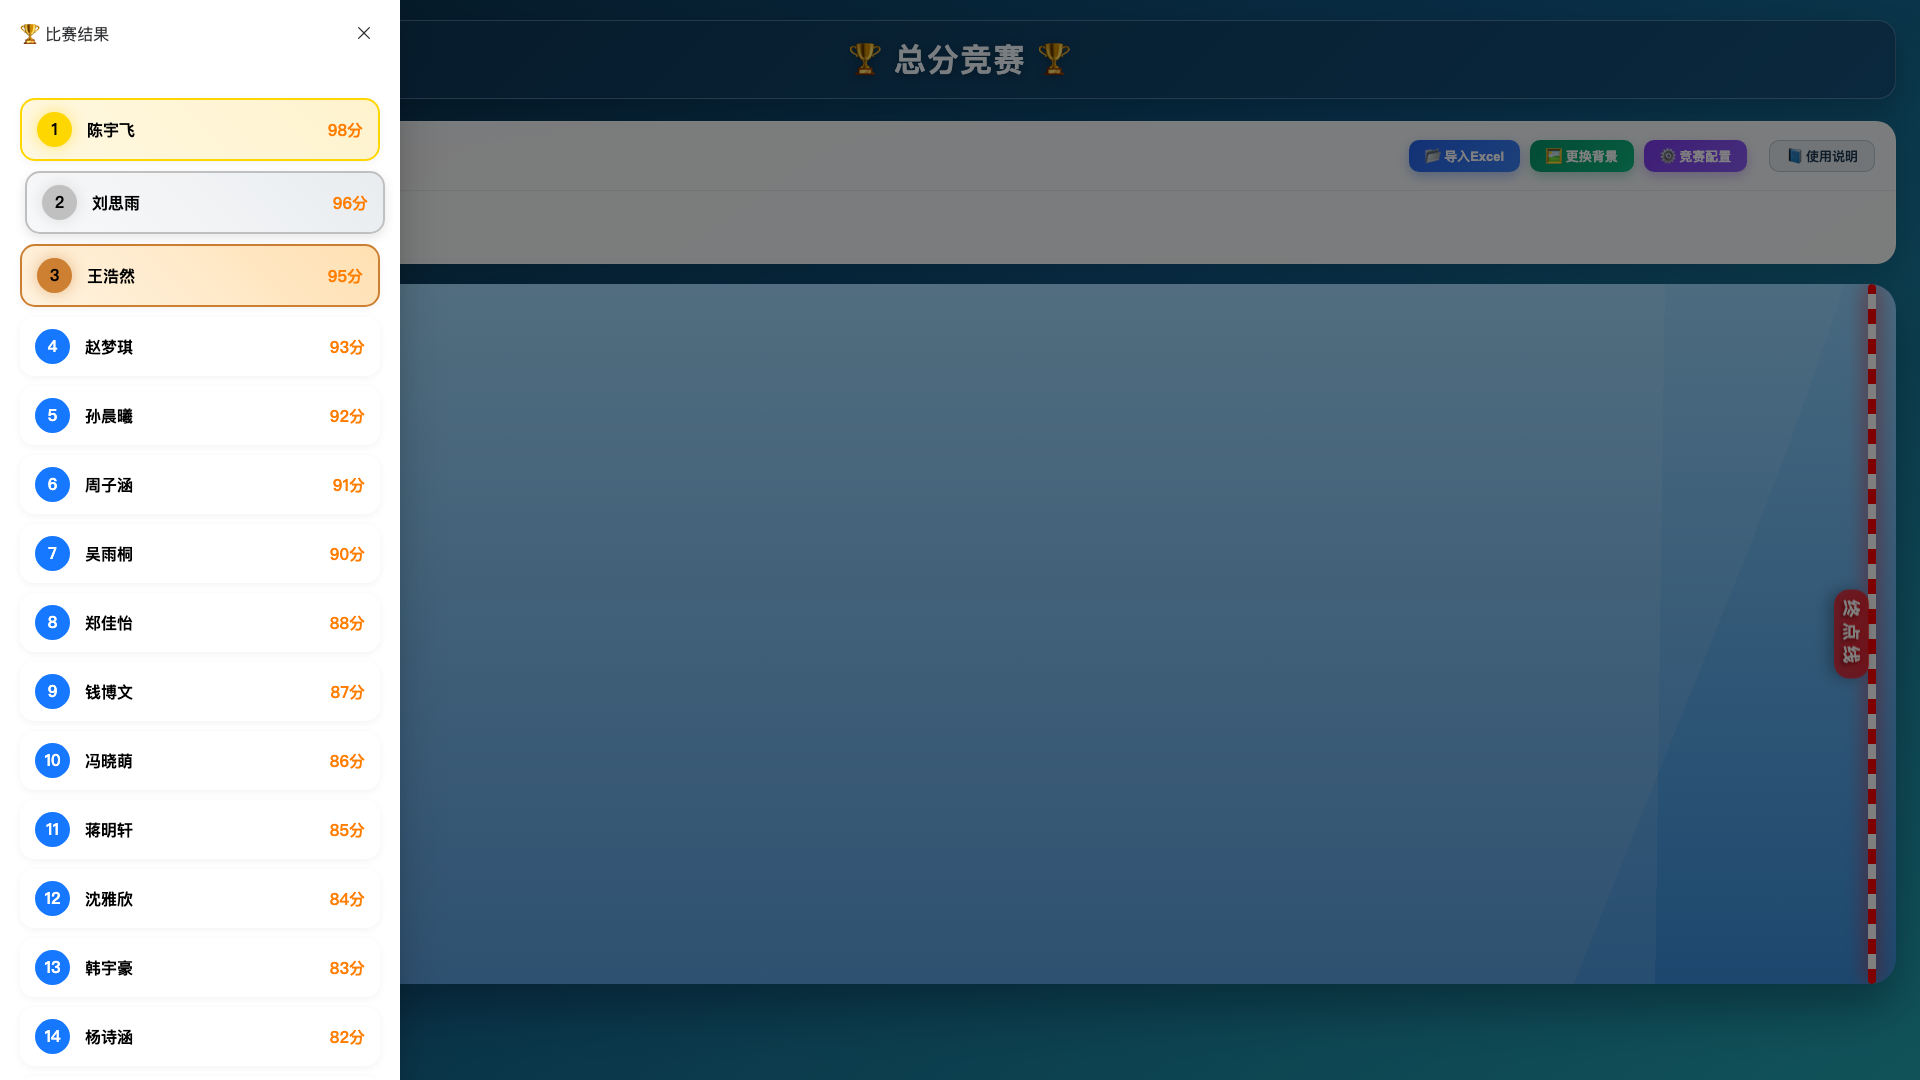 🏆 比赛结果
1 陈宇飞 98分
2 刘思雨 96分
3 王浩然 95分
4 赵梦琪 93分
5 孙晨曦 92分
6 周子涵 91分
7 吴雨桐 90分
8 郑佳怡 88分
9 钱博文 87分
10 冯晓萌 86分
11 蒋明轩 85分
12 沈雅欣 84分
13 韩宇豪 83分
14 杨诗涵 82分
🏆 总分竞赛 🏆
导入Excel 更换背景 竞赛配置 使用说明
终点线